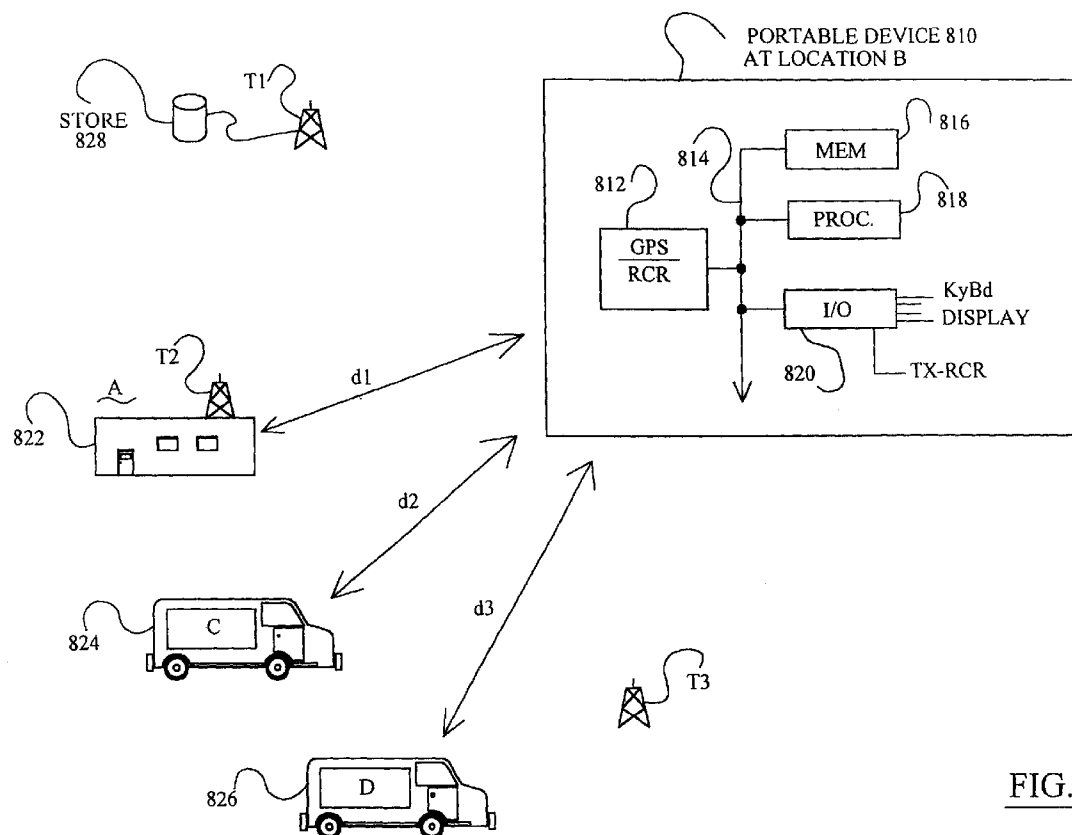 PORTABLE DEVICE 810
AT LOCATION B
T1
STORE
828
816
814
MEM
812
818
PROC.
GPS
RCR
KyBd
I/O
DISPLAY
T2
820
TX-RCR
A
d1
822
d2
d3
C
824
T3
D
826
FIG.